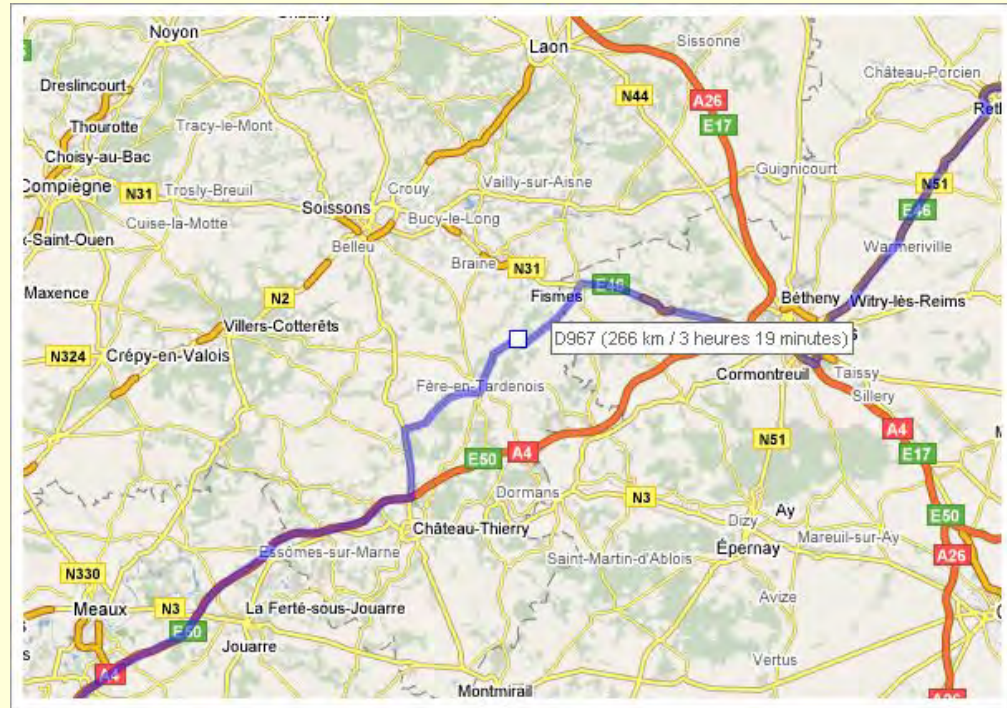 Noyon
Laon
Sissonne
Dreslincourt
N44
A26
E17
Château-Porcien
Thourotte
Tracy-le-Mont
Choisy-au-Bac
Guignicourt
Compiègne
N31
Trosly-Breuil
Crouy
Vailly-sur-Aisne
N51
Soissons
Bucy-le-Long
E46
Cuise-la-Motte
Belleu
Warmeriville
x-Saint-Ouen
Braine
N31
Maxence
N2
Fismes
E46
Bétheny
Witry-lès-Reims
Villers-Cotterêts
D967 (266 km / 3 heures 19 minutes)
N324
Crépy-en-Valois
Cormontreuil
Taissy
Fère-en-Tardenois
Sillery
E50
A4
N51
A4
E17
Dormans
N3
Château-Thierry
Dizy
Ay
E50
Essômes-sur-Marne
Mareuil-sur-Ay
Épernay
Saint-Martin-d'Ablois
A26
N330
Meaux
N3
La Ferté-sous-Jouarre
Avize
E50
Jouarre
A4
Vertus
Montmirail
A26